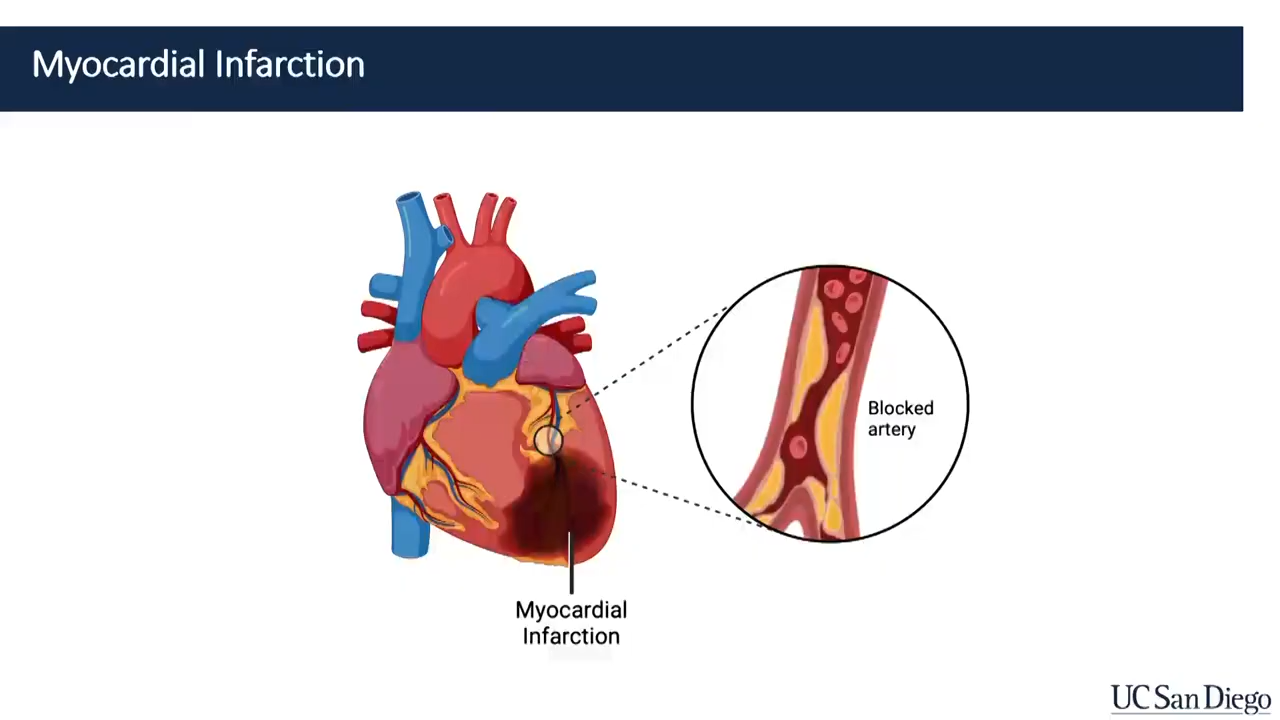 Myocardial Infarction
Blocked
artery
Myocardial
Infarction
UC San Diego